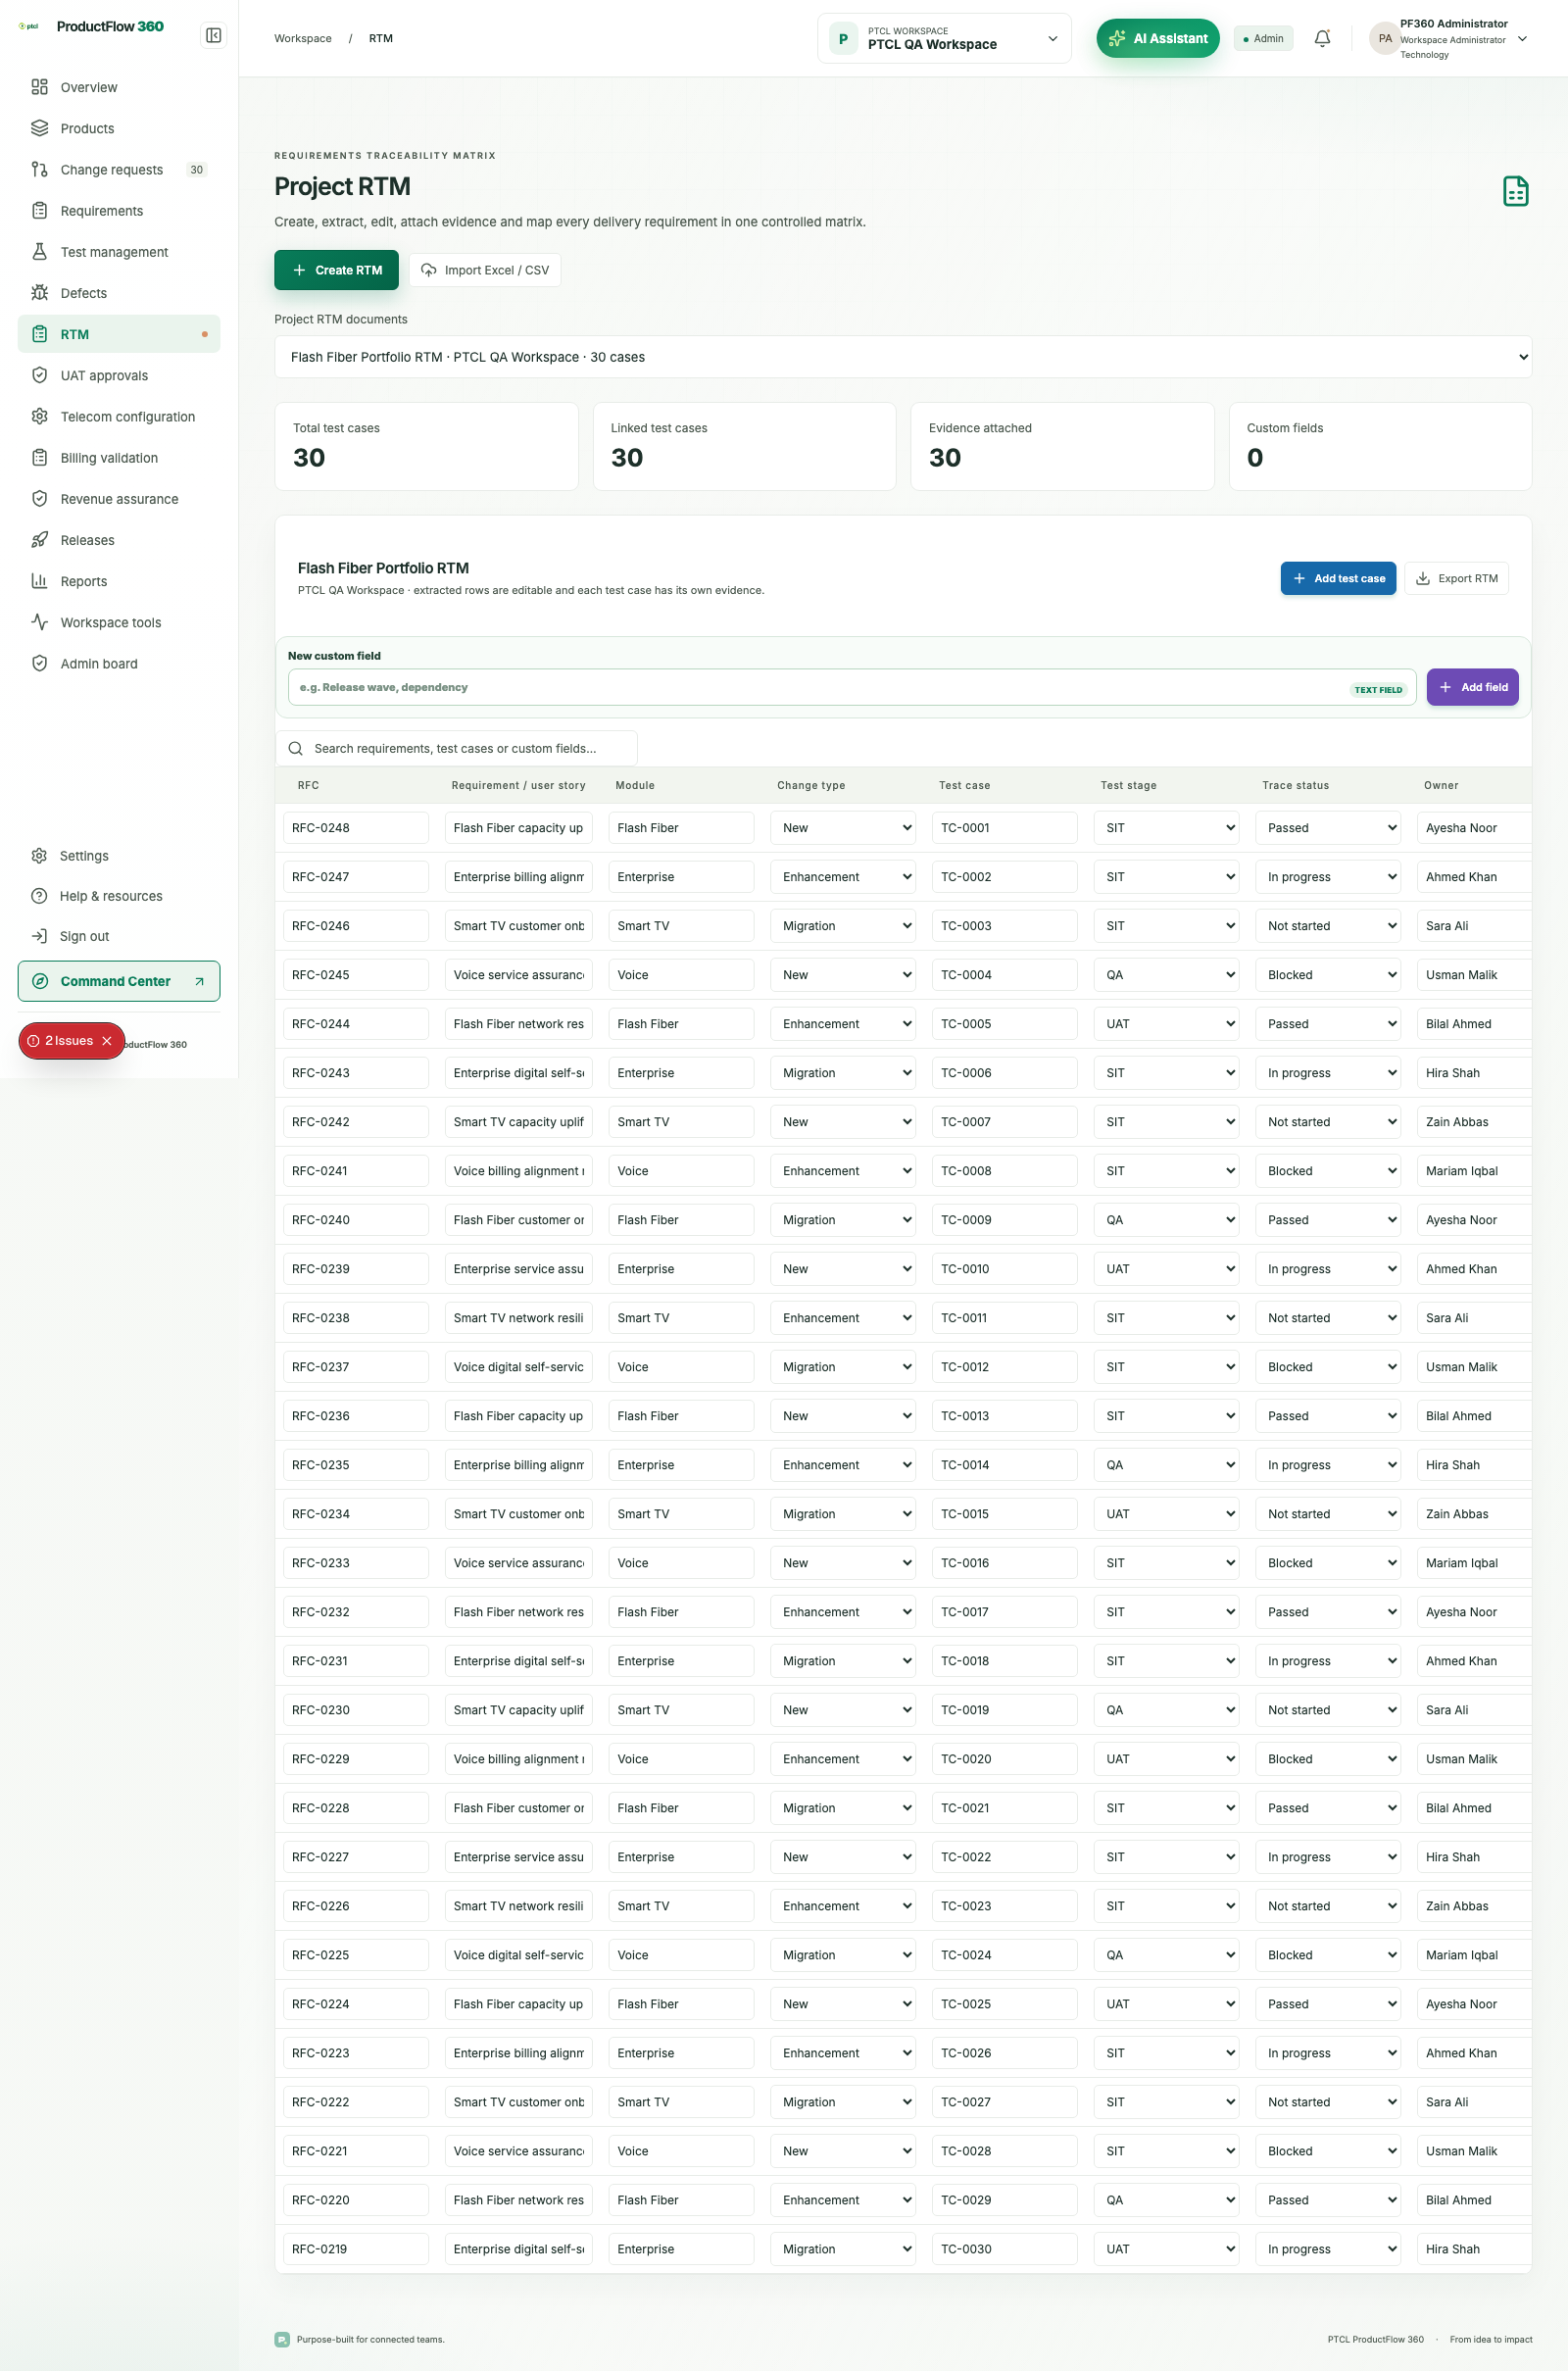 ptcl ProductFlow 360
Overview
Products
Change requests 30
Requirements
Test management
Defects
RTM
UAT approvals
Telecom configuration
Billing validation
Revenue assurance
Releases
Reports
Workspace tools
Admin board
Settings
Help & resources
Sign out
Command Center
2 Issues
oductFlow 360
Workspace / RTM
P PTCL WORKSPACE
PTCL QA Workspace
AI Assistant
Admin
PA
PF360 Administrator
Workspace Administrator
Technology
REQUIREMENTS TRACEABILITY MATRIX
Project RTM
Create, extract, edit, attach evidence and map every delivery requirement in one controlled matrix.
Create RTM
Import Excel / CSV
Project RTM documents
Flash Fiber Portfolio RTM · PTCL QA Workspace · 30 cases
Total test cases
30
Linked test cases
30
Evidence attached
30
Custom fields
0
Flash Fiber Portfolio RTM
PTCL QA Workspace · extracted rows are editable and each test case has its own evidence.
Add test case
Export RTM
New custom field
e.g. Release wave, dependency
TEXT FIELD
Add field
Search requirements, test cases or custom fields...
RFC Requirement / user story Module Change type Test case Test stage Trace status Owner
RFC-0248 Flash Fiber capacity up Flash Fiber New TC-0001 SIT Passed Ayesha Noor
RFC-0247 Enterprise billing alignm Enterprise Enhancement TC-0002 SIT In progress Ahmed Khan
RFC-0246 Smart TV customer onb Smart TV Migration TC-0003 SIT Not started Sara Ali
RFC-0245 Voice service assuranc Voice New TC-0004 QA Blocked Usman Malik
RFC-0244 Flash Fiber network res Flash Fiber Enhancement TC-0005 UAT Passed Bilal Ahmed
RFC-0243 Enterprise digital self-s Enterprise Migration TC-0006 SIT In progress Hira Shah
RFC-0242 Smart TV capacity uplif Smart TV New TC-0007 SIT Not started Zain Abbas
RFC-0241 Voice billing alignment Voice Enhancement TC-0008 SIT Blocked Mariam Iqbal
RFC-0240 Flash Fiber customer or Flash Fiber Migration TC-0009 QA Passed Ayesha Noor
RFC-0239 Enterprise service assu Enterprise New TC-0010 UAT In progress Ahmed Khan
RFC-0238 Smart TV network resili Smart TV Enhancement TC-0011 SIT Not started Sara Ali
RFC-0237 Voice digital self-servic Voice Migration TC-0012 SIT Blocked Usman Malik
RFC-0236 Flash Fiber capacity up Flash Fiber New TC-0013 SIT Passed Bilal Ahmed
RFC-0235 Enterprise billing alignm Enterprise Enhancement TC-0014 QA In progress Hira Shah
RFC-0234 Smart TV customer onb Smart TV Migration TC-0015 UAT Not started Zain Abbas
RFC-0233 Voice service assuranc Voice New TC-0016 SIT Blocked Mariam Iqbal
RFC-0232 Flash Fiber network res Flash Fiber Enhancement TC-0017 SIT Passed Ayesha Noor
RFC-0231 Enterprise digital self-s Enterprise Migration TC-0018 SIT In progress Ahmed Khan
RFC-0230 Smart TV capacity uplif Smart TV New TC-0019 QA Not started Sara Ali
RFC-0229 Voice billing alignment Voice Enhancement TC-0020 UAT Blocked Usman Malik
RFC-0228 Flash Fiber customer or Flash Fiber Migration TC-0021 SIT Passed Bilal Ahmed
RFC-0227 Enterprise service assu Enterprise New TC-0022 SIT In progress Hira Shah
RFC-0226 Smart TV network resili Smart TV Enhancement TC-0023 SIT Not started Zain Abbas
RFC-0225 Voice digital self-servic Voice Migration TC-0024 QA Blocked Mariam Iqbal
RFC-0224 Flash Fiber capacity up Flash Fiber New TC-0025 UAT Passed Ayesha Noor
RFC-0223 Enterprise billing alignm Enterprise Enhancement TC-0026 SIT In progress Ahmed Khan
RFC-0222 Smart TV customer onb Smart TV Migration TC-0027 SIT Not started Sara Ali
RFC-0221 Voice service assuranc Voice New TC-0028 SIT Blocked Usman Malik
RFC-0220 Flash Fiber network res Flash Fiber Enhancement TC-0029 QA Passed Bilal Ahmed
RFC-0219 Enterprise digital self-s Enterprise Migration TC-0030 UAT In progress Hira Shah
P Purpose-built for connected teams.
PTCL ProductFlow 360 · From idea to impact